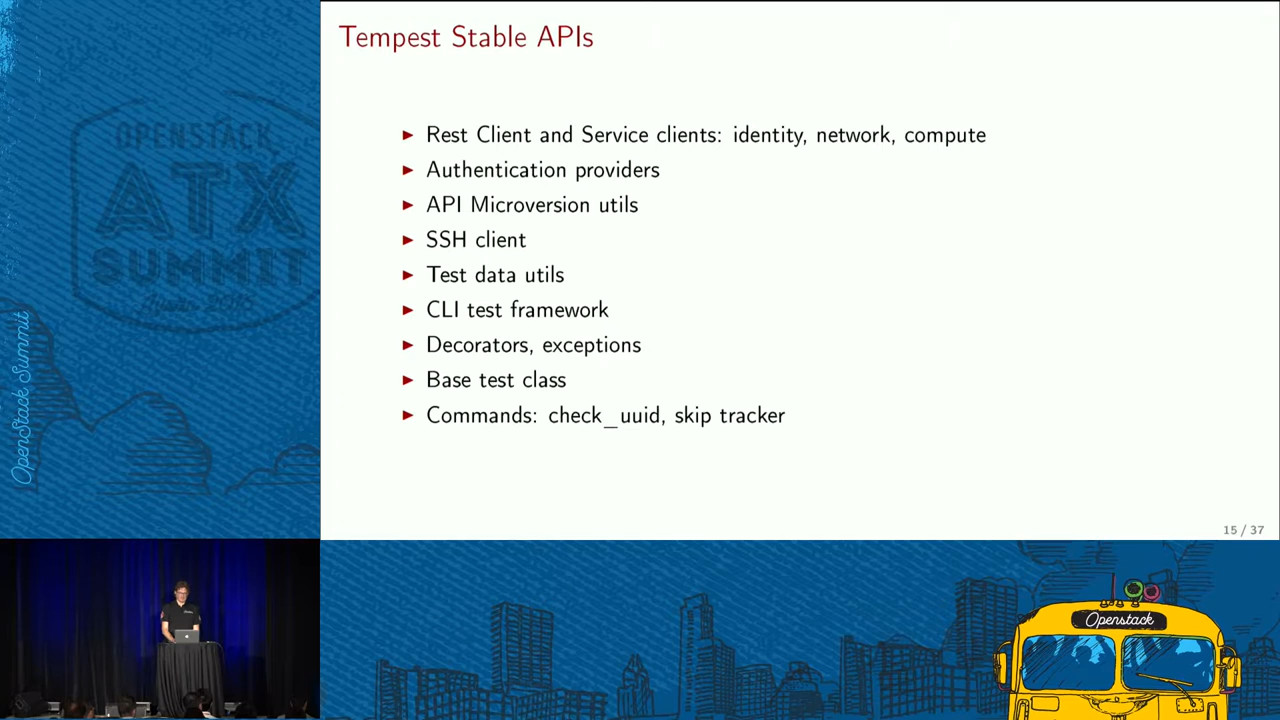 Tempest Stable APIs
Rest Client and Service clients: identity, network, compute
Authentication providers
API Microversion utils
SSH client
Test data utils
CLI test framework
Decorators, exceptions
Base test class
Commands: check_uuid, skip tracker
15 / 37
OPENSTACK
ATX
SUMMIT
Austin 2016
OpenStack Summit
Openstack